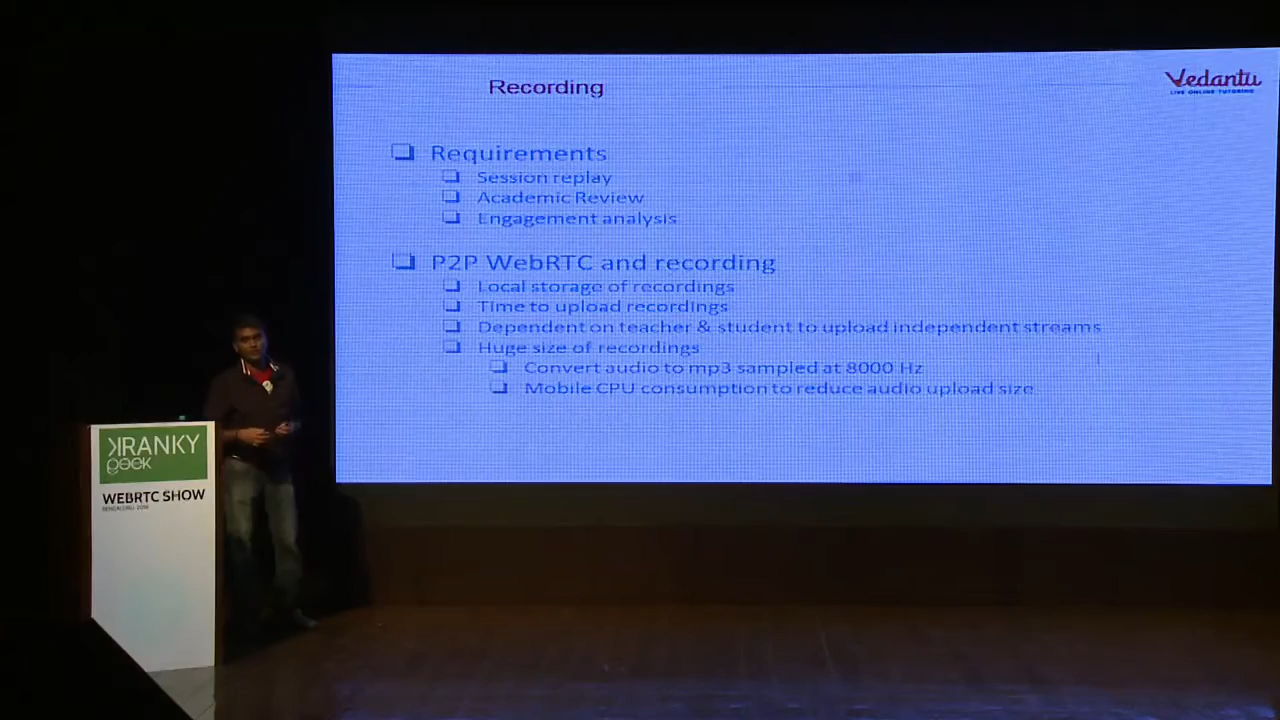 Recording
Vedantu
LIVE ONLINE TUTORING
Requirements
Session replay
Academic Review
Engagement analysis
P2P WebRTC and recording
Local storage of recordings
Time to upload recordings
Dependent on teacher & student to upload independent streams
Huge size of recordings
Convert audio to mp3 sampled at 8000 Hz
Mobile CPU consumption to reduce audio upload size
KRANKY
geek
WEBRTC SHOW